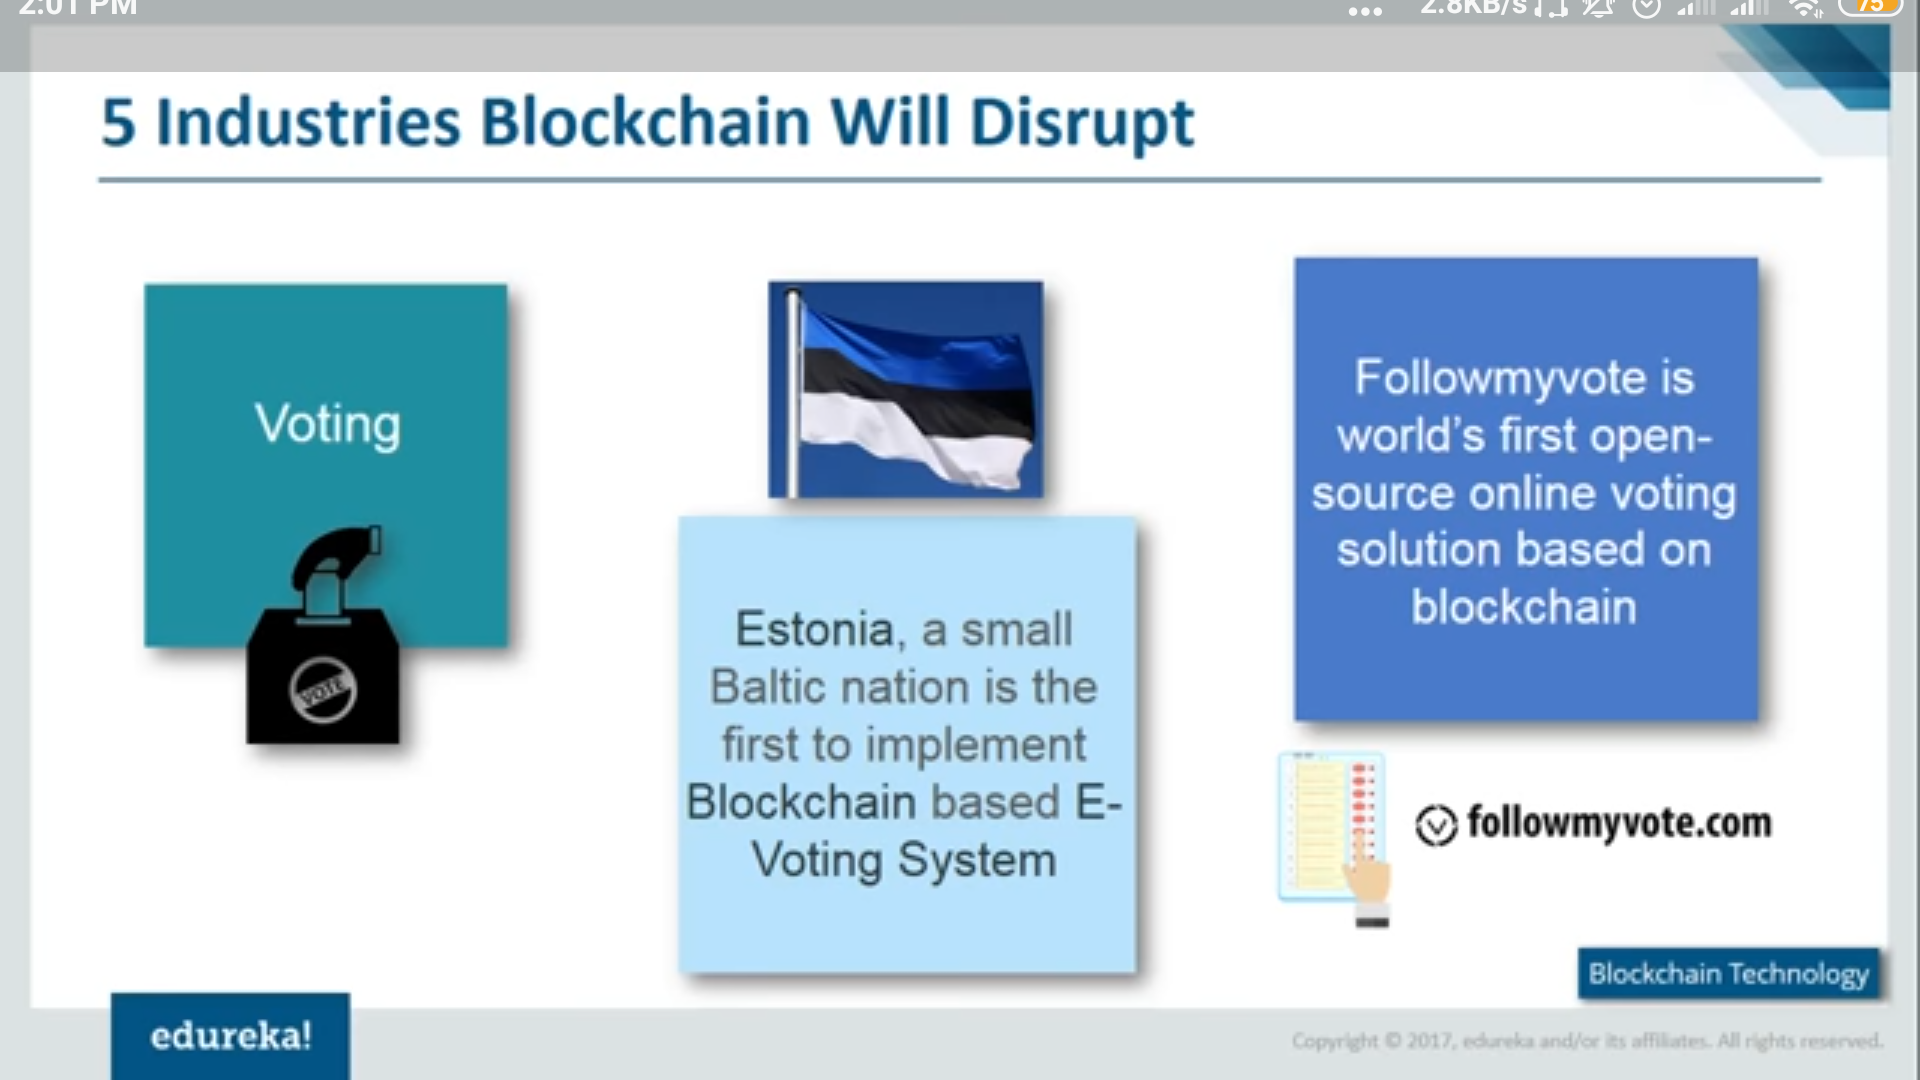 2:01 PM
... 2.8KB/s 75
5 Industries Blockchain Will Disrupt
Voting
VOTE
Estonia, a small
Baltic nation is the
first to implement
Blockchain based E-
Voting System
Followmyvote is
world's first open-
source online voting
solution based on
blockchain
followmyvote.com
Blockchain Technology
edureka!
Copyright © 2017, edureka and/or its affiliates. All rights reserved.